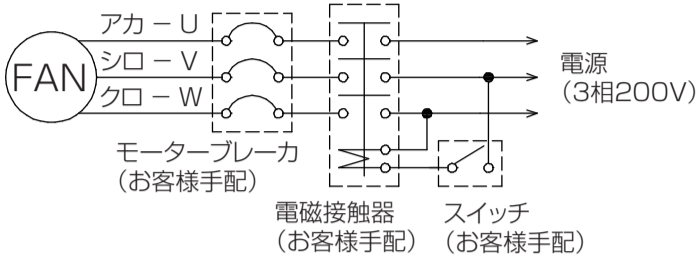 アカ－U
シロ－V
クロ－W
FAN
電源
（3相200V）
モーターブレーカ
（お客様手配）
電磁接触器
（お客様手配）
スイッチ
（お客様手配）